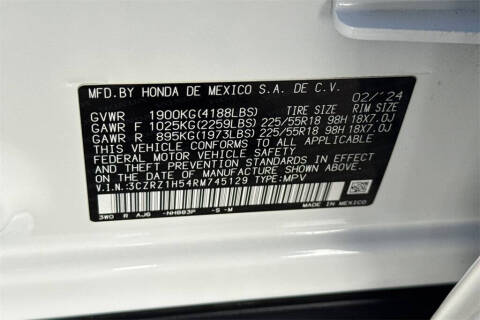 MFD.BY HONDA DE MEXICO S.A. DE C.V. 02/'24
GVWR 1900KG(4188LBS) TIRE SIZE RIM SIZE
GAWR F 1025KG(2259LBS) 225/55R18 98H 18X7.0J
GAWR R 895KG(1973LBS) 225/55R18 98H 18X7.0J
THIS VEHICLE CONFORMS TO ALL APPLICABLE
FEDERAL MOTOR VEHICLE SAFETY STANDARDS IN EFFECT
ON THE DATE OF MANUFACTURE SHOWN ABOVE.
V.I.N:3CZRZ1H54RM745129 TYPE:MPV
3W0 R AJ6 -NH883P -S -M
MADE IN MEXICO